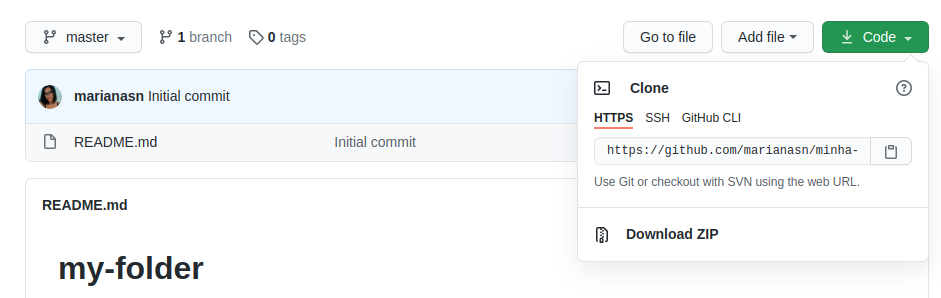 master 1 branch 0 tags Go to file Add file Code
marianasn Initial commit
README.md Initial commit
README.md
my-folder
Clone
HTTPS SSH GitHub CLI
https://github.com/marianasn/minha-
Use Git or checkout with SVN using the web URL.
Download ZIP